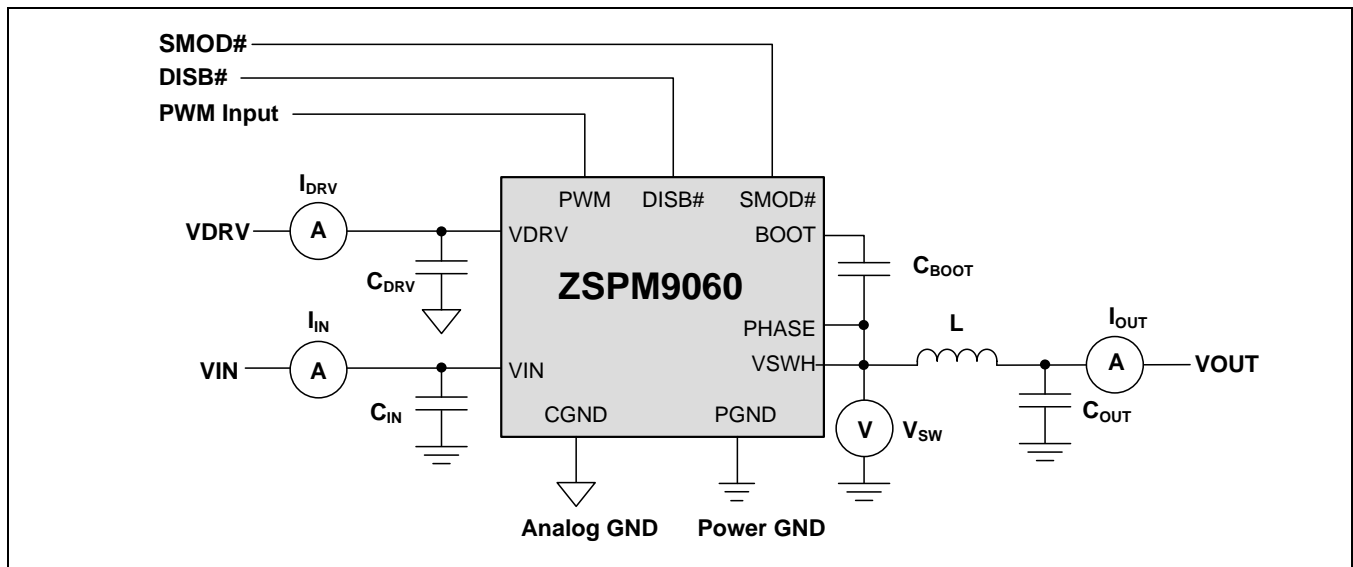 SMOD#
DISB#
PWM Input
IDRV
PWM DISB# SMOD#
VDRV A VDRV BOOT
CDRV ZSPM9060 CBOOT
IIN PHASE L IOUT
VIN A VIN VSWH A VOUT
CIN CGND PGND V VSW COUT
Analog GND Power GND